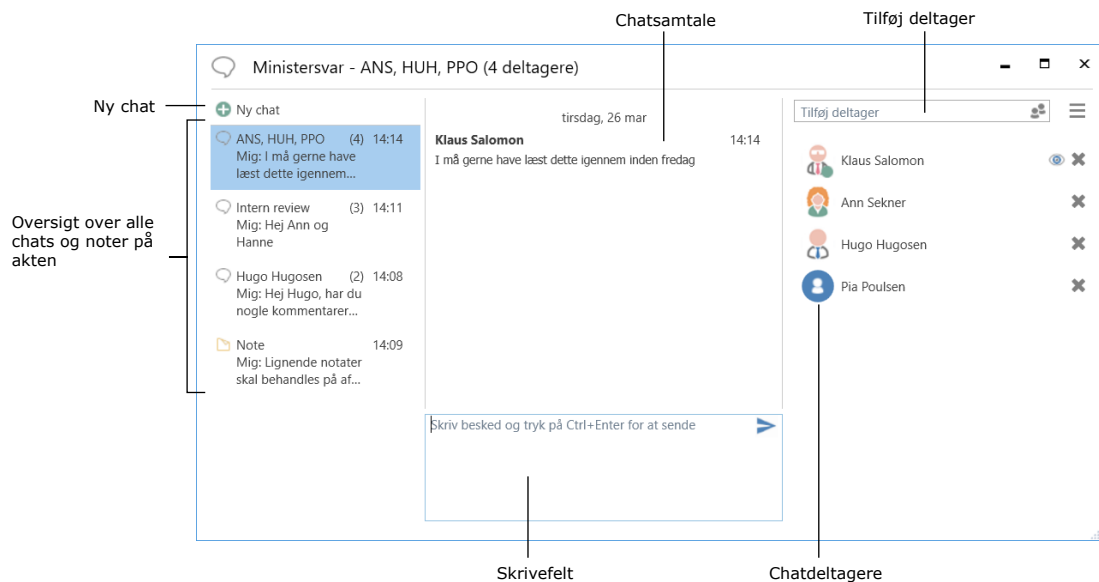 Chatsamtale
Tilføj deltager
Ministersvar - ANS, HUH, PPO (4 deltagere)
Ny chat
Ny chat
ANS, HUH, PPO (4) 14:14
Mig: I må gerne have
læst dette igennem...
Intern review (3) 14:11
Mig: Hej Ann og
Hanne
Hugo Hugosen (2) 14:08
Mig: Hej Hugo, har du
nogle kommentarer...
Note 14:09
Mig: Lignende notater
skal behandles på af...
Oversigt over alle
chats og noter på
akten
tirsdag, 26 mar
Klaus Salomon 14:14
I må gerne have læst dette igennem inden fredag
Skriv besked og tryk på Ctrl+Enter for at sende
Tilføj deltager
Klaus Salomon
Ann Sekner
Hugo Hugosen
Pia Poulsen
Skrivefelt
Chatdeltagere